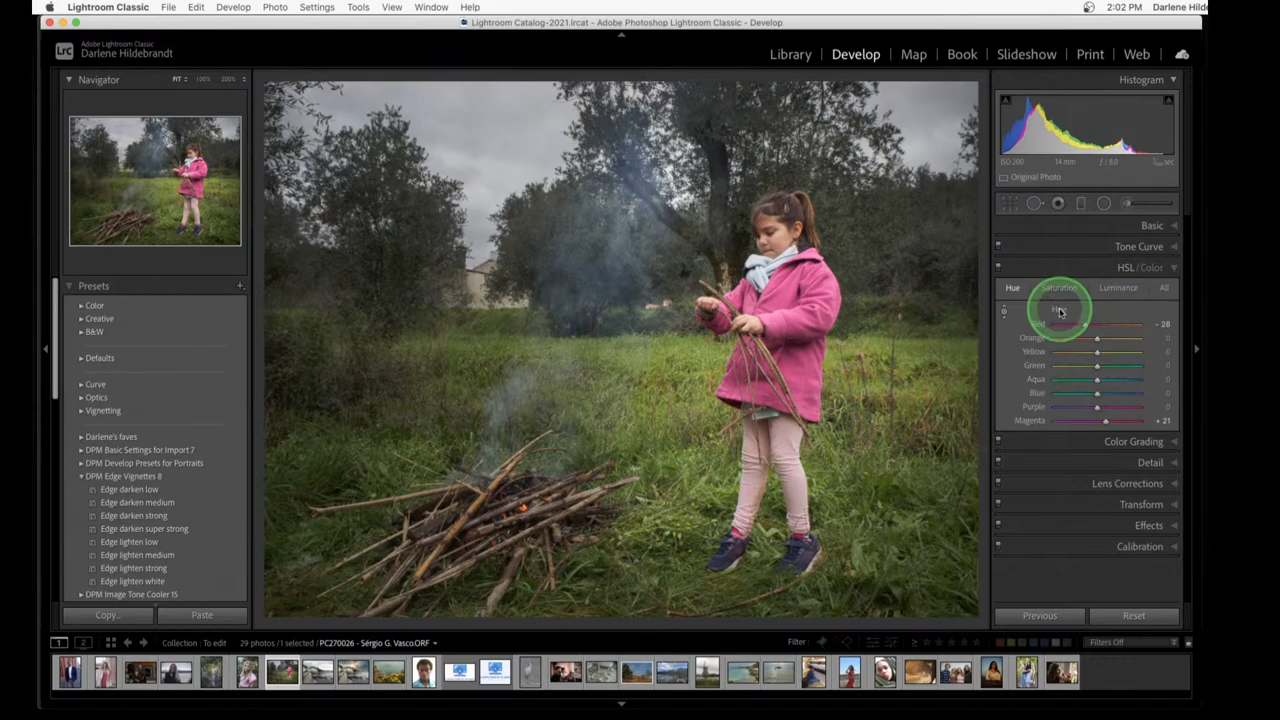 Lightroom Classic File Edit Develop Photo Settings Tools View Window Help 2:02 PM Darlene Hilde
Lightroom Catalog-2021.lrcat - Adobe Photoshop Lightroom Classic - Develop
Lrc
Adobe Lightroom Classic
Darlene Hildebrandt
Library | Develop | Map | Book | Slideshow | Print | Web
Navigator FIT 100% 200%
Histogram
ISO 200 14 mm f / 8.0 sec
Original Photo
Basic
Tone Curve
HSL / Color
Hue Saturation Luminance All
Hue
Red - 28
Orange 0
Yellow 0
Green 0
Aqua 0
Blue 0
Purple 0
Magenta + 21
Color Grading
Detail
Lens Corrections
Transform
Effects
Calibration
Previous Reset
Presets +
Color
Creative
B&W
Defaults
Curve
Optics
Vignetting
Darlene's faves
DPM Basic Settings for Import 7
DPM Develop Presets for Portraits
DPM Edge Vignettes 8
Edge darken low
Edge darken medium
Edge darken strong
Edge darken super strong
Edge lighten low
Edge lighten medium
Edge lighten strong
Edge lighten white
DPM Image Tone Cooler 15
Copy... Paste
1 2 Collection : To edit 29 photos / 1 selected / PC270026 - Sérgio G. Vasco.ORF Filter : Filters Off